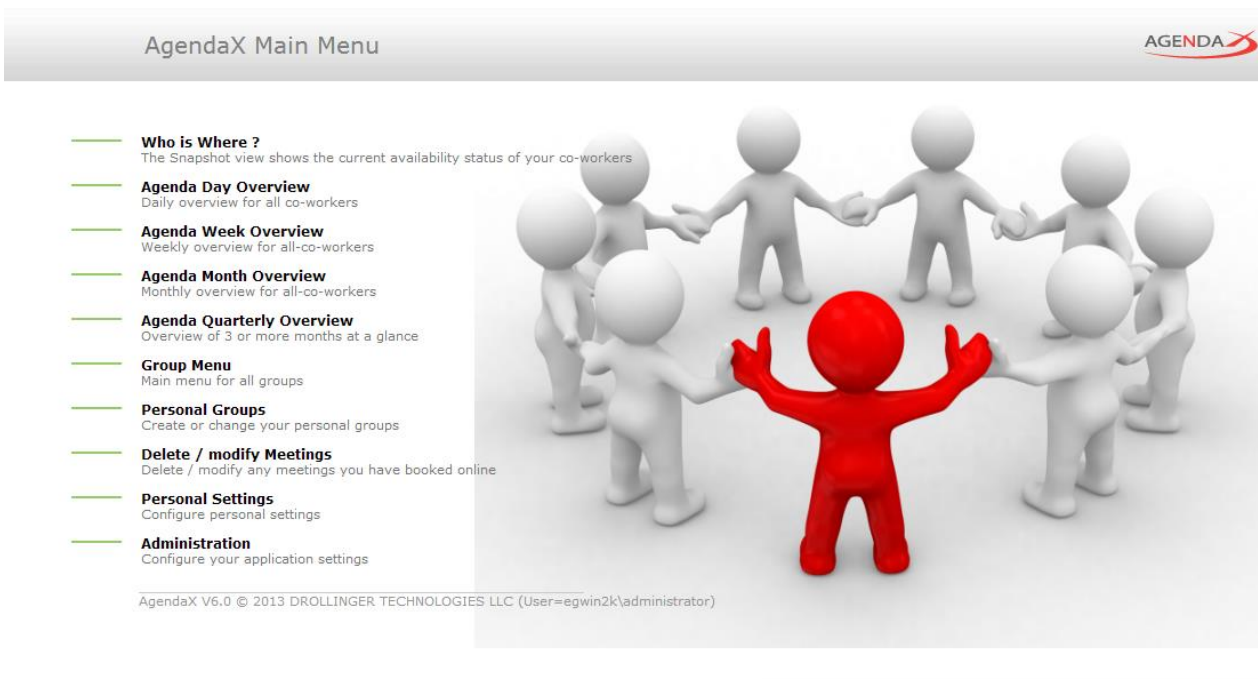 AgendaX Main Menu
AGENDAX
Who is Where ?
The Snapshot view shows the current availability status of your co-workers
Agenda Day Overview
Daily overview for all co-workers
Agenda Week Overview
Weekly overview for all-co-workers
Agenda Month Overview
Monthly overview for all-co-workers
Agenda Quarterly Overview
Overview of 3 or more months at a glance
Group Menu
Main menu for all groups
Personal Groups
Create or change your personal groups
Delete / modify Meetings
Delete / modify any meetings you have booked online
Personal Settings
Configure personal settings
Administration
Configure your application settings
AgendaX V6.0 © 2013 DROLLINGER TECHNOLOGIES LLC (User=egwin2k\administrator)